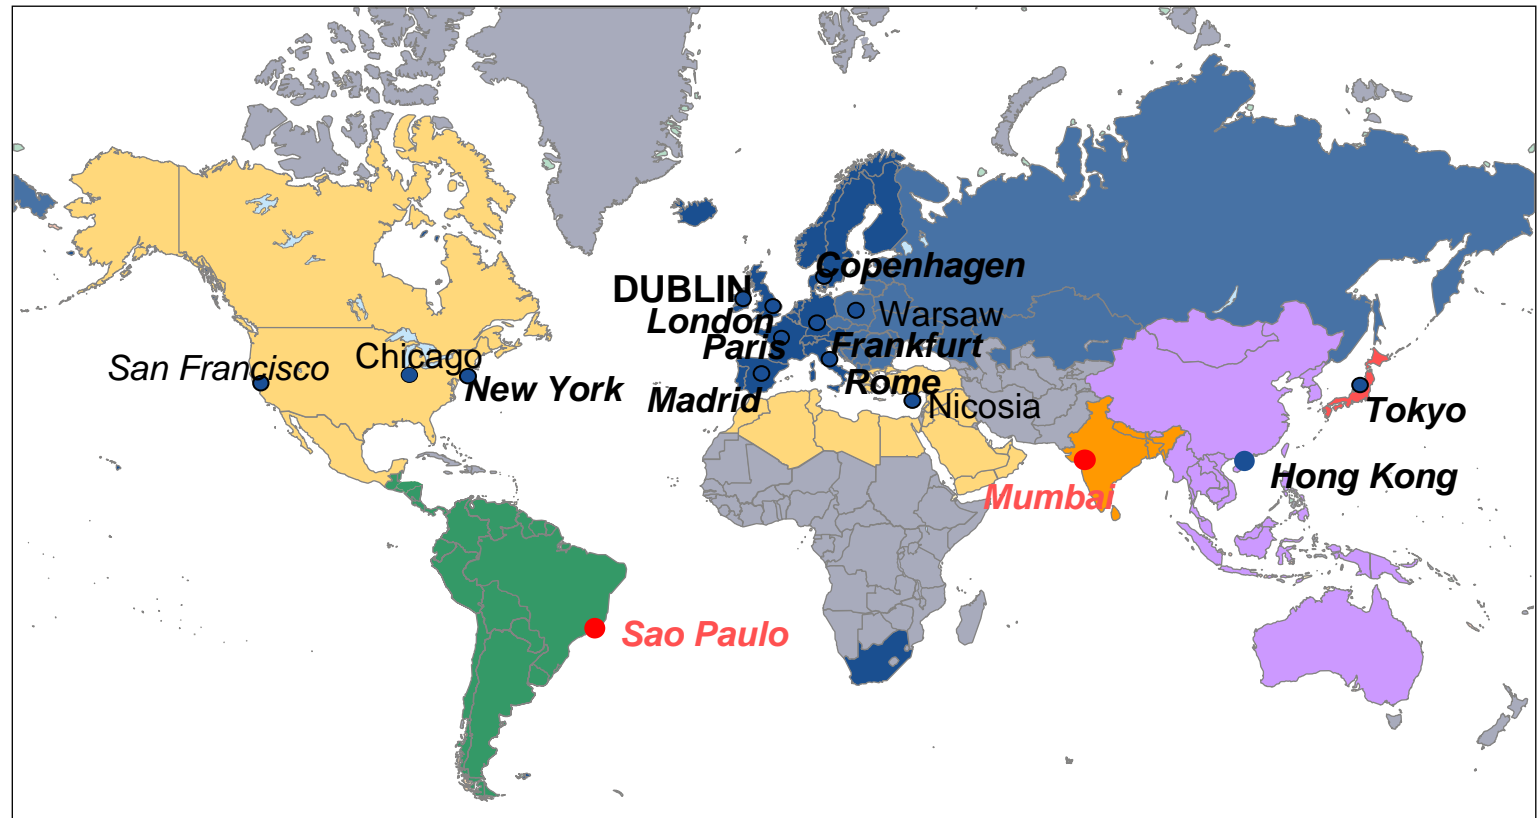 Copenhagen
DUBLIN
London
Warsaw
Paris
Frankfurt
San Francisco
Chicago
New York
Madrid
Rome
Nicosia
Tokyo
Hong Kong
Mumbai
Sao Paulo